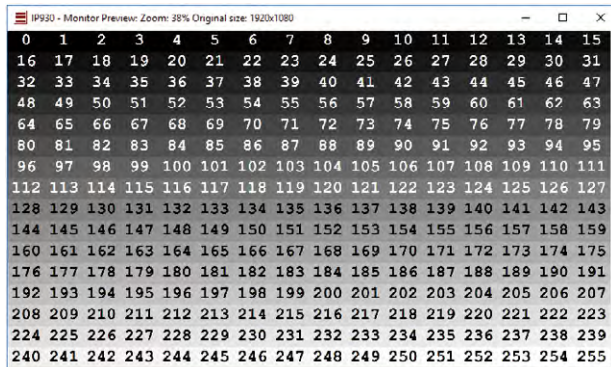 IP930 - Monitor Preview: Zoom: 38% Original size: 1920x1080
0 1 2 3 4 5 6 7 8 9 10 11 12 13 14 15
16 17 18 19 20 21 22 23 24 25 26 27 28 29 30 31
32 33 34 35 36 37 38 39 40 41 42 43 44 45 46 47
48 49 50 51 52 53 54 55 56 57 58 59 60 61 62 63
64 65 66 67 68 69 70 71 72 73 74 75 76 77 78 79
80 81 82 83 84 85 86 87 88 89 90 91 92 93 94 95
96 97 98 99 100 101 102 103 104 105 106 107 108 109 110 111
112 113 114 115 116 117 118 119 120 121 122 123 124 125 126 127
128 129 130 131 132 133 134 135 136 137 138 139 140 141 142 143
144 145 146 147 148 149 150 151 152 153 154 155 156 157 158 159
160 161 162 163 164 165 166 167 168 169 170 171 172 173 174 175
176 177 178 179 180 181 182 183 184 185 186 187 188 189 190 191
192 193 194 195 196 197 198 199 200 201 202 203 204 205 206 207
208 209 210 211 212 213 214 215 216 217 218 219 220 221 222 223
224 225 226 227 228 229 230 231 232 233 234 235 236 237 238 239
240 241 242 243 244 245 246 247 248 249 250 251 252 253 254 255